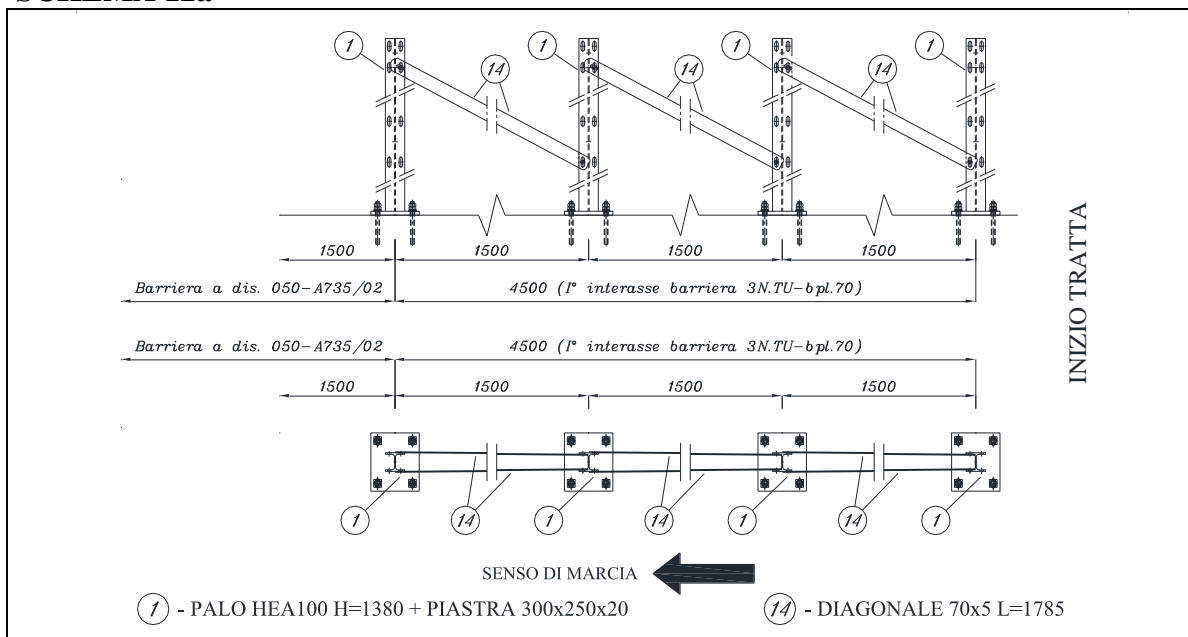 1 14 1 14 1 14 1
1500 1500 1500 1500
Barriera a dis. 050-A735/02 4500 (I° interasse barriera 3N.TU-bpl.70)
Barriera a dis. 050-A735/02 4500 (I° interasse barriera 3N.TU-bpl.70)
1500 1500 1500 1500
INIZIO TRATTA
1 14 1 14 1 14 1
SENSO DI MARCIA
1 - PALO HEA100 H=1380 + PIASTRA 300x250x20 14 - DIAGONALE 70x5 L=1785